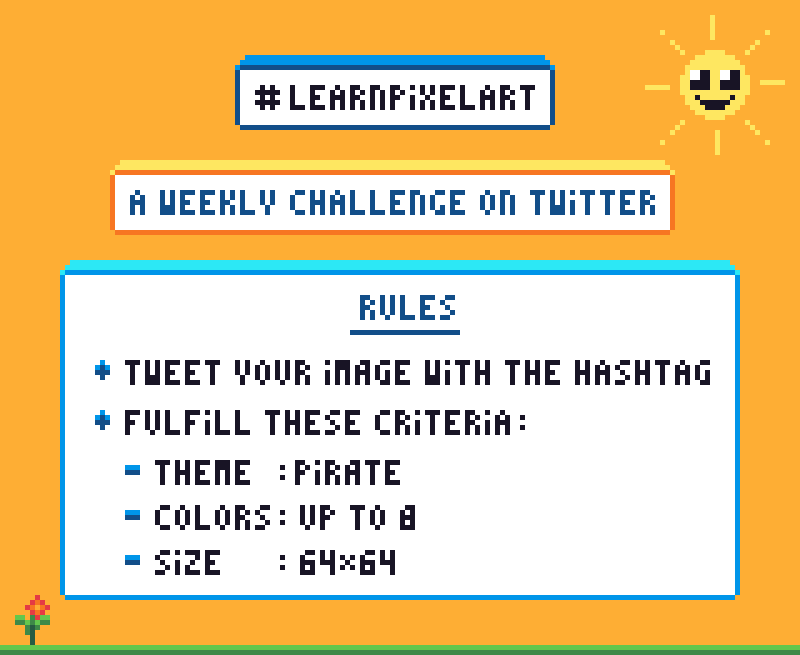 #LEARNPiXELART
A WEEKLY CHALLENGE ON TWiTTER
RULES
+ TWEET YOUR iMAGE WiTH THE HASHTAG
+ FULFiLL THESE CRiTERiA:
- THEME :PiRATE
- COLORS: UP TO 8
- SiZE : 64×64